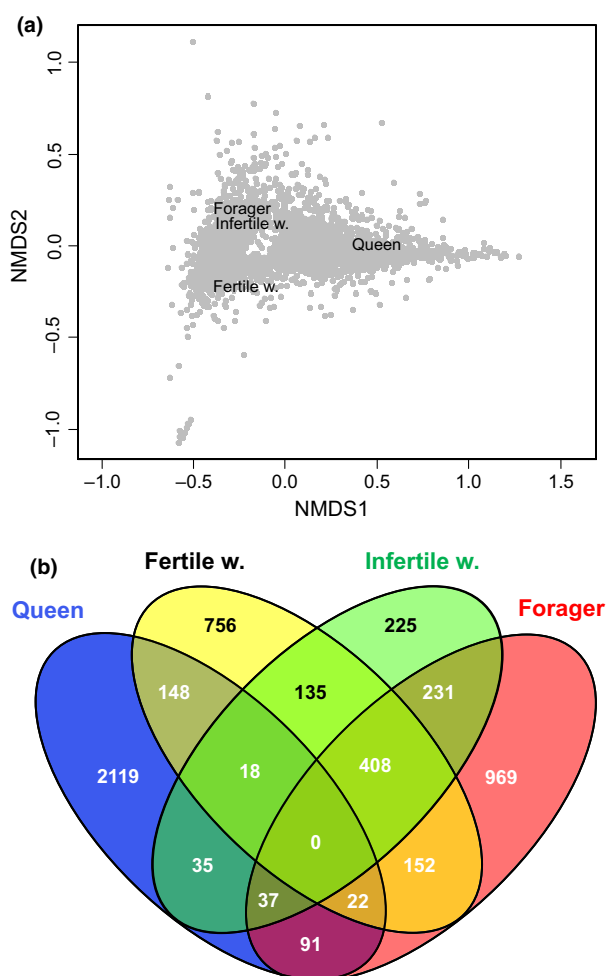 (a)
1.0
0.5
0.0
−0.5
−1.0
NMDS2
Forager
Infertile w.
Queen
Fertile w.
−1.0 −0.5 0.0 0.5 1.0 1.5
NMDS1
(b)
Fertile w. Infertile w.
Queen Forager
756 225
148 135 231
2119 18 408 969
0
35 152
37 22
91